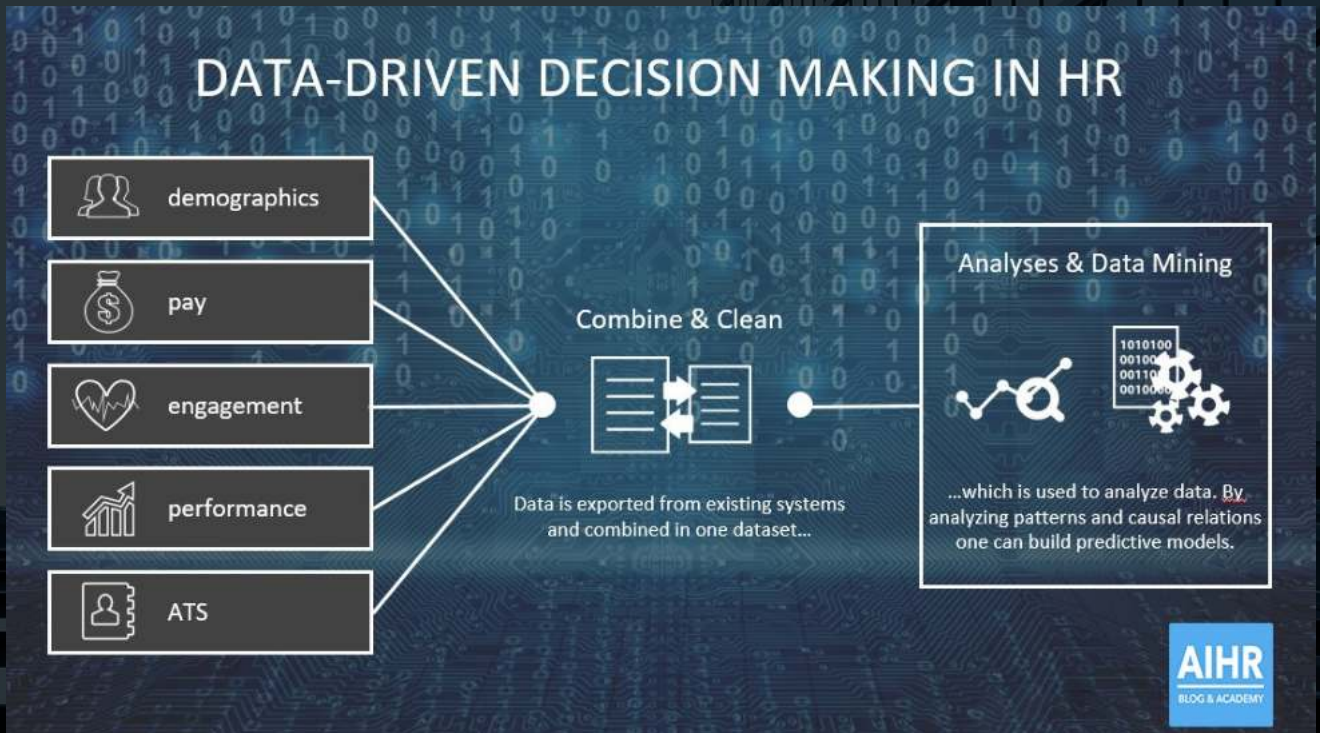 DATA-DRIVEN DECISION MAKING IN HR
demographics
pay
engagement
performance
ATS
Combine & Clean
Data is exported from existing systems
and combined in one dataset...
Analyses & Data Mining
1010100
...which is used to analyze data. By
analyzing patterns and causal relations
one can build predictive models.
AIHR
BLOG & ACADEMY